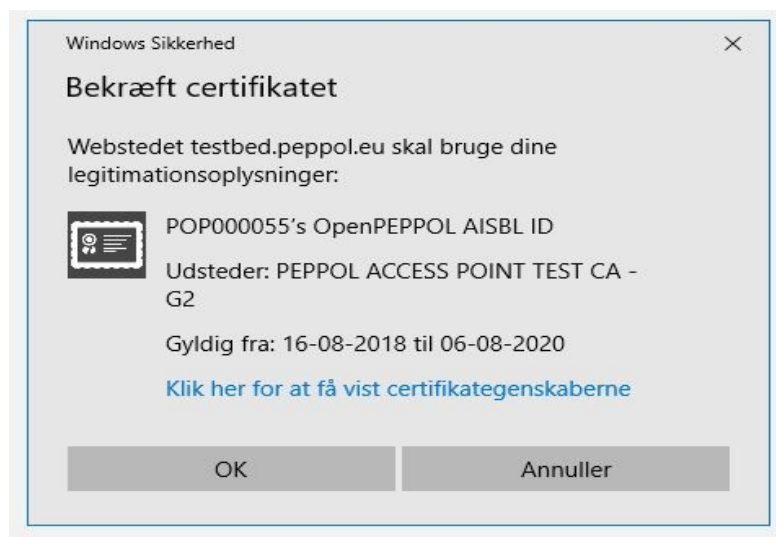 Windows Sikkerhed
Bekræft certifikatet
Webstedet testbed.peppol.eu skal bruge dine
legitimationsoplysninger:
POP000055's OpenPEPPOL AISBL ID
Udsteder: PEPPOL ACCESS POINT TEST CA -
G2
Gyldig fra: 16-08-2018 til 06-08-2020
Klik her for at få vist certifikategenskaberne
OK
Annuller